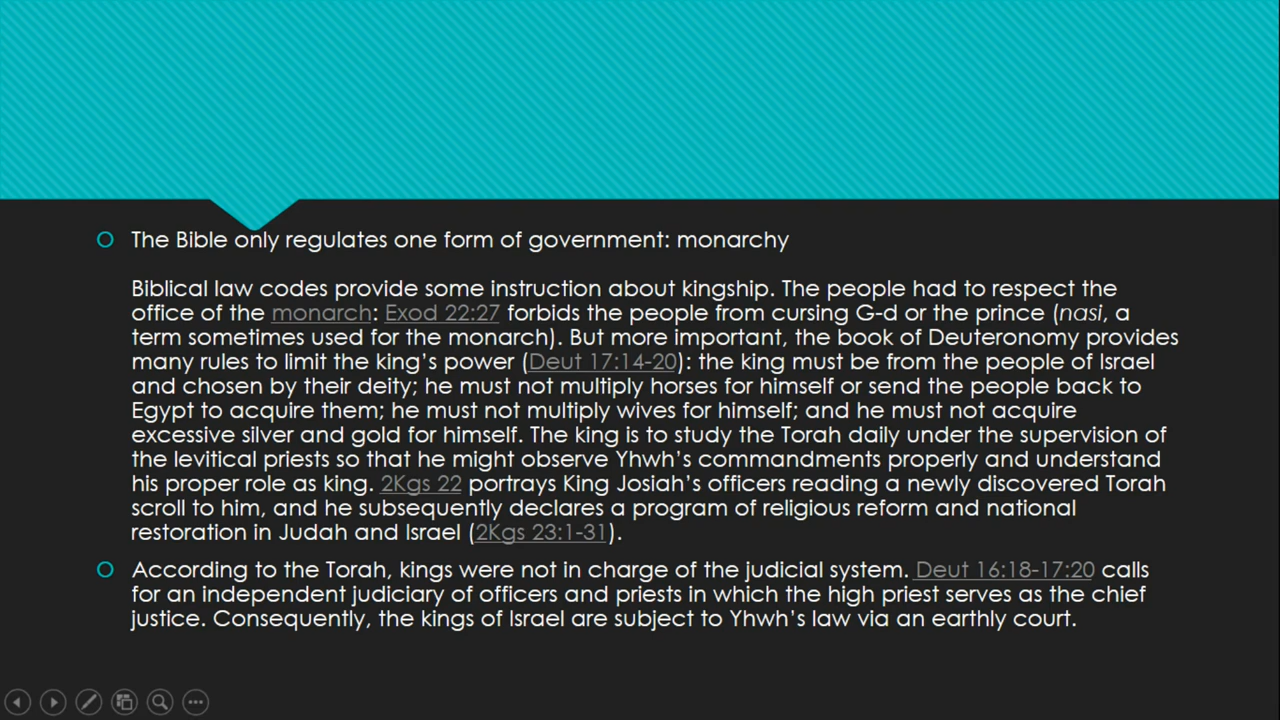 The Bible only regulates one form of government: monarchy
Biblical law codes provide some instruction about kingship. The people had to respect the
office of the monarch: Exod 22:27 forbids the people from cursing G-d or the prince (nasi, a
term sometimes used for the monarch). But more important, the book of Deuteronomy provides
many rules to limit the king's power (Deut 17:14-20): the king must be from the people of Israel
and chosen by their deity; he must not multiply horses for himself or send the people back to
Egypt to acquire them; he must not multiply wives for himself; and he must not acquire
excessive silver and gold for himself. The king is to study the Torah daily under the supervision of
the levitical priests so that he might observe Yhwh's commandments properly and understand
his proper role as king. 2Kgs 22 portrays King Josiah's officers reading a newly discovered Torah
scroll to him, and he subsequently declares a program of religious reform and national
restoration in Judah and Israel (2Kgs 23:1-31).
According to the Torah, kings were not in charge of the judicial system. Deut 16:18-17:20 calls
for an independent judiciary of officers and priests in which the high priest serves as the chief
justice. Consequently, the kings of Israel are subject to Yhwh's law via an earthly court.